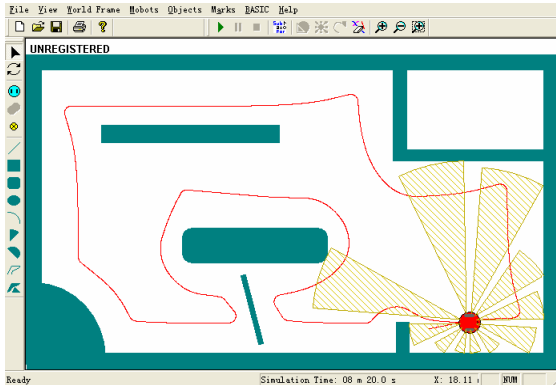 File View World Frame Mobots Objects Marks BASIC Help
UNREGISTERED
Ready Simulation Time: 08 m 20.0 s X: 18.11 NUM